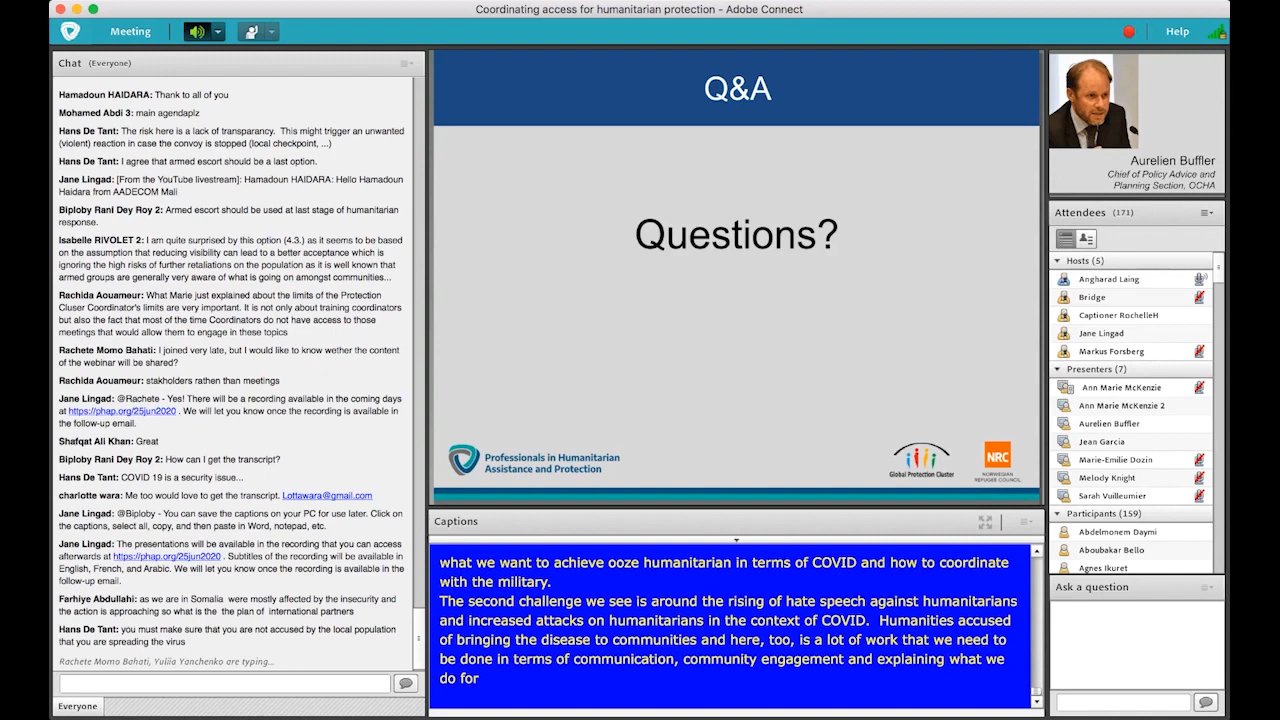 Coordinating access for humanitarian protection - Adobe Connect
Meeting
Help
Chat (Everyone)
Hamadoun HAIDARA: Thank to all of you
Mohamed Abdi 3: main agendaplz
Hans De Tant: The risk here is a lack of transparency. This might trigger an unwanted
(violent) reaction in case the convoy is stopped (local checkpoint, ...)
Hans De Tant: I agree that armed escort should be a last option.
Jane Lingad: [From the YouTube livestream]: Hamadoun HAIDARA: Hello Hamadoun
Haidara from AADECOM Mali
Biploby Rani Dey Roy 2: Armed escort should be used at last stage of humanitarian
response.
Isabelle RIVOLET 2: I am quite surprised by this option (4.3.) as it seems to be based
on the assumption that reducing visibility can lead to a better acceptance which is
ignoring the high risks of further retaliations on the population as it is well known that
armed groups are generally very aware of what is going on amongst communities...
Rachida Aouameur: What Marie just explained about the limits of the Protection
Cluser Coordinator's limits are very important. It is not only about training coordinators
but also the fact that most of the time Coordinators do not have access to those
meetings that would allow them to engage in these topics
Rachete Momo Bahati: I joined very late, but I would like to know wether the content
of the webinar will be shared?
Rachida Aouameur: stakholders rathen than meetings
Jane Lingad: @Rachete - Yes! There will be a recording available in the coming days
at https://phap.org/25jun2020 . We will let you know once the recording is available in
the follow-up email.
Shafqat Ali Khan: Great
Biploby Rani Dey Roy 2: How can I get the transcript?
Hans De Tant: COVID 19 is a security issue...
charlotte wara: Me too would love to get the transcript. Lottawara@gmail.com
Jane Lingad: @Biploby - You can save the captions on your PC for use later. Click on
the captions, select all, copy, and then paste in Word, notepad, etc.
Jane Lingad: The presentations will be available in the recording that you can access
afterwards at https://phap.org/25jun2020 . Subtitles of the recording will be available in
English, French, and Arabic. We will let you know once the recording is available in the
follow-up email.
Farhiye Abdullahi: as we are in Somalia were mostly affected by the insecurity and
the action is approaching so what is the the plan of international partners
Hans De Tant: you must make sure that you are not accused by the local population
that you are spreading the virus
Rachete Momo Bahati, Yuliia Yanchenko are typing...
Everyone
Q&A
Questions?
Professionals in Humanitarian
Assistance and Protection
Global Protection Cluster
NRC
NORWEGIAN
REFUGEE COUNCIL
Captions
what we want to achieve ooze humanitarian in terms of COVID and how to coordinate
with the military.
The second challenge we see is around the rising of hate speech against humanitarians
and increased attacks on humanitarians in the context of COVID. Humanities accused
of bringing the disease to communities and here, too, is a lot of work that we need to
be done in terms of communication, community engagement and explaining what we
do for
Aurelien Buffler
Chief of Policy Advice and
Planning Section, OCHA
Attendees (171)
Hosts (5)
Angharad Laing
Bridge
Captioner RochelleH
Jane Lingad
Markus Forsberg
Presenters (7)
Ann Marie McKenzie
Ann Marie McKenzie 2
Aurelien Buffler
Jean Garcia
Marie-Emilie Dozin
Melody Knight
Sarah Vuilleumier
Participants (159)
Abdelmonem Daymi
Aboubakar Bello
Agnes Ikuret
Ask a question